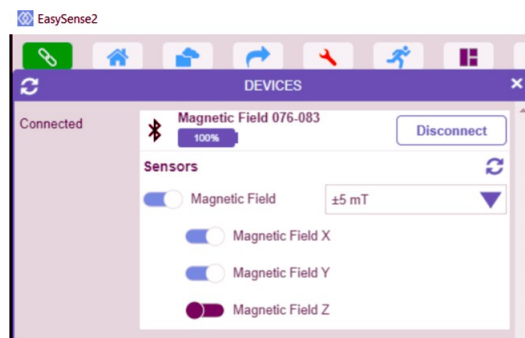 EasySense2
DEVICES
Connected
Magnetic Field 076-083
100%
Disconnect
Sensors
Magnetic Field
±5 mT
Magnetic Field X
Magnetic Field Y
Magnetic Field Z